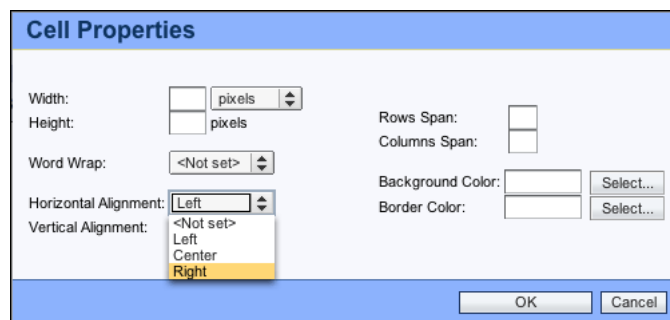 Cell Properties
Width: pixels
Height: pixels
Word Wrap: <Not set>
Horizontal Alignment: Left
Vertical Alignment:
<Not set>
Left
Center
Right
Rows Span:
Columns Span:
Background Color: Select...
Border Color: Select...
OK Cancel